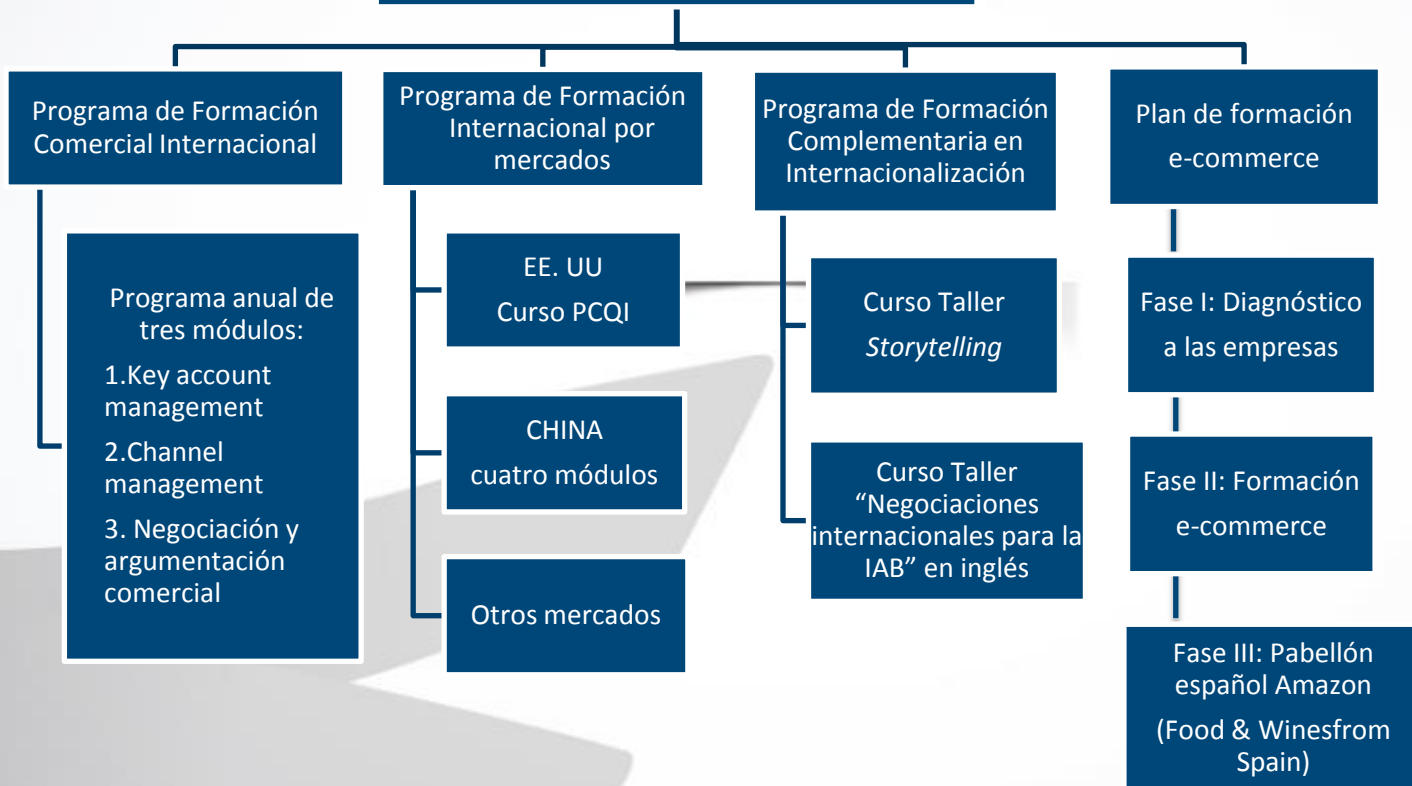 Programa de Formación
Comercial Internacional
Programa anual de
tres módulos:
1.Key account
management
2.Channel
management
3. Negociación y
argumentación
comercial
Programa de Formación
Internacional por
mercados
EE. UU
Curso PCQI
CHINA
cuatro módulos
Otros mercados
Programa de Formación
Complementaria en
Internacionalización
Curso Taller
Storytelling
Curso Taller
“Negociaciones
internacionales para la
IAB” en inglés
Plan de formación
e-commerce
Fase I: Diagnóstico
a las empresas
Fase II: Formación
e-commerce
Fase III: Pabellón
español Amazon
(Food & Winesfrom
Spain)